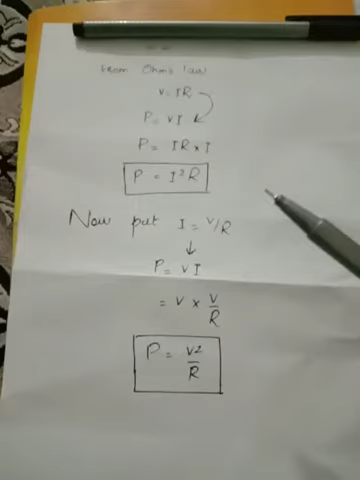 From Ohm's law
V = IR
P = VI
P = IR × I
P = I²R
Now put I = V/R
↓
P = VI
= V × V/R
P = V²/R